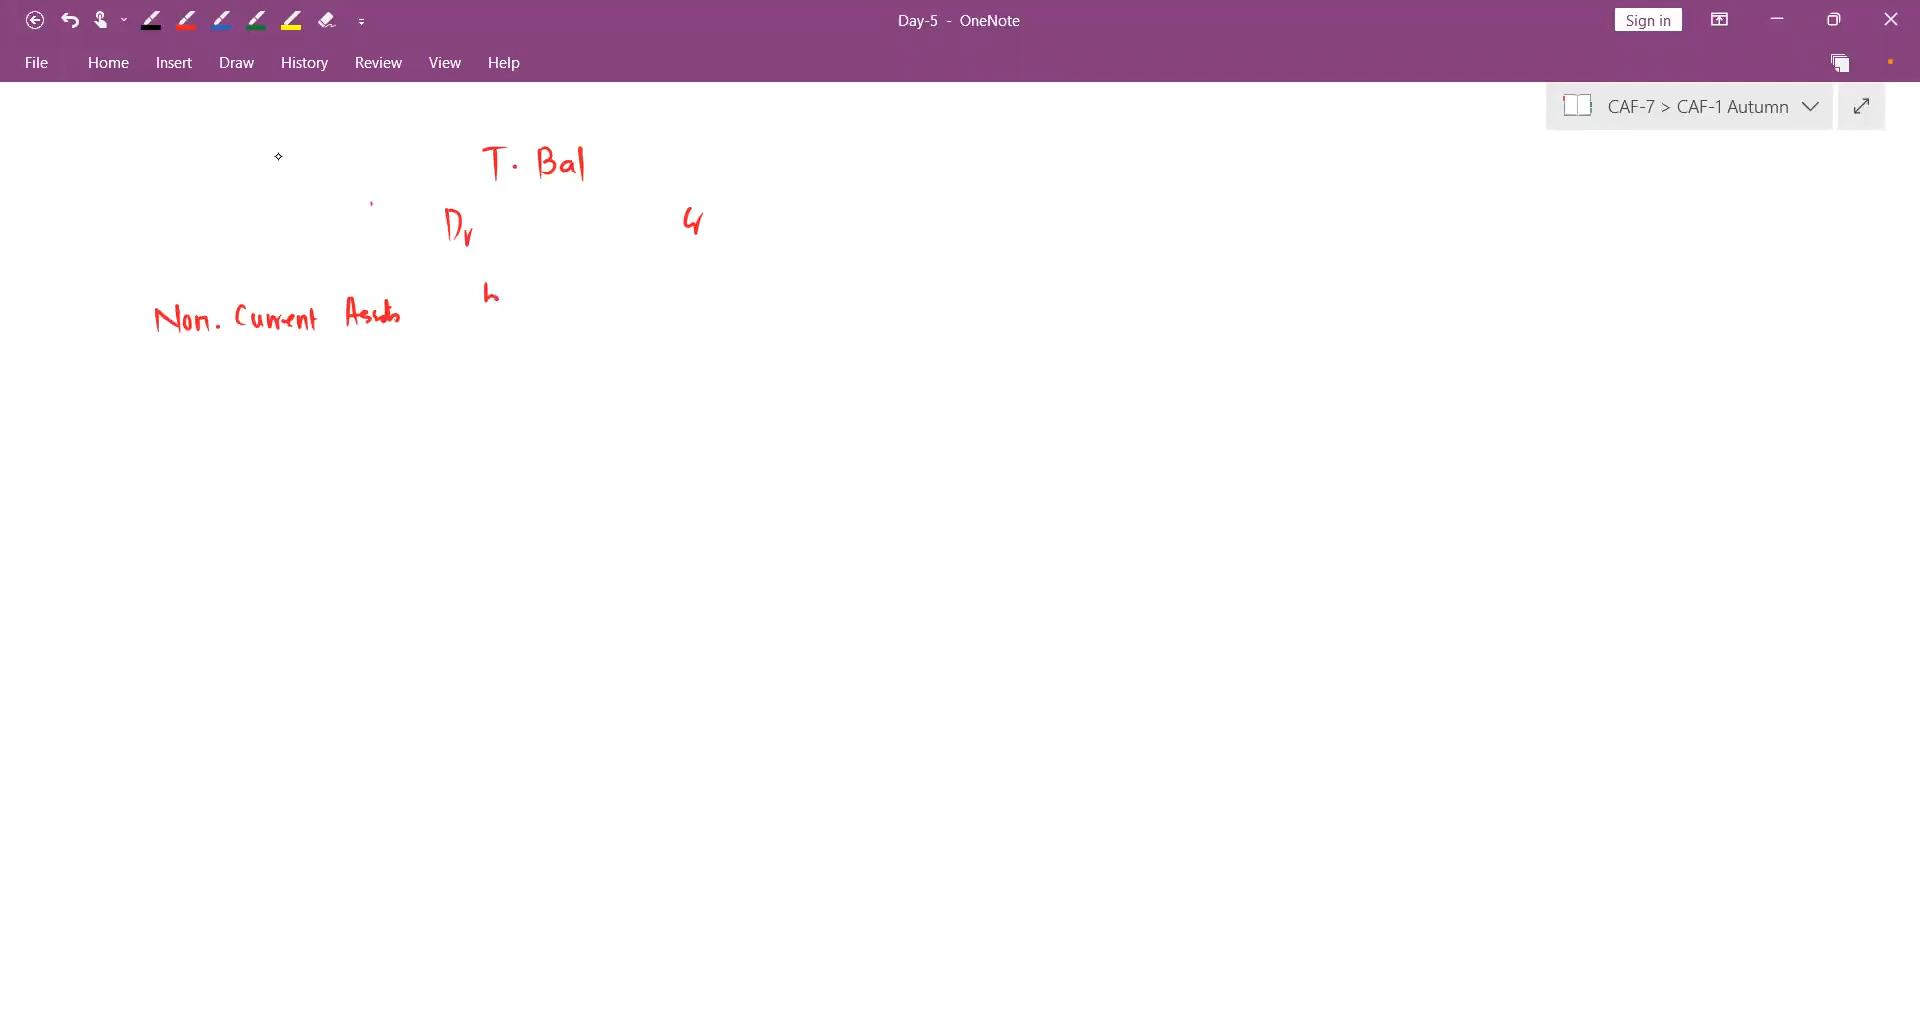 Day-5 - OneNote
Sign in
File Home Insert Draw History Review View Help
CAF-7 > CAF-1 Autumn
T. Bal
Dr Cr
Non. Current Assets